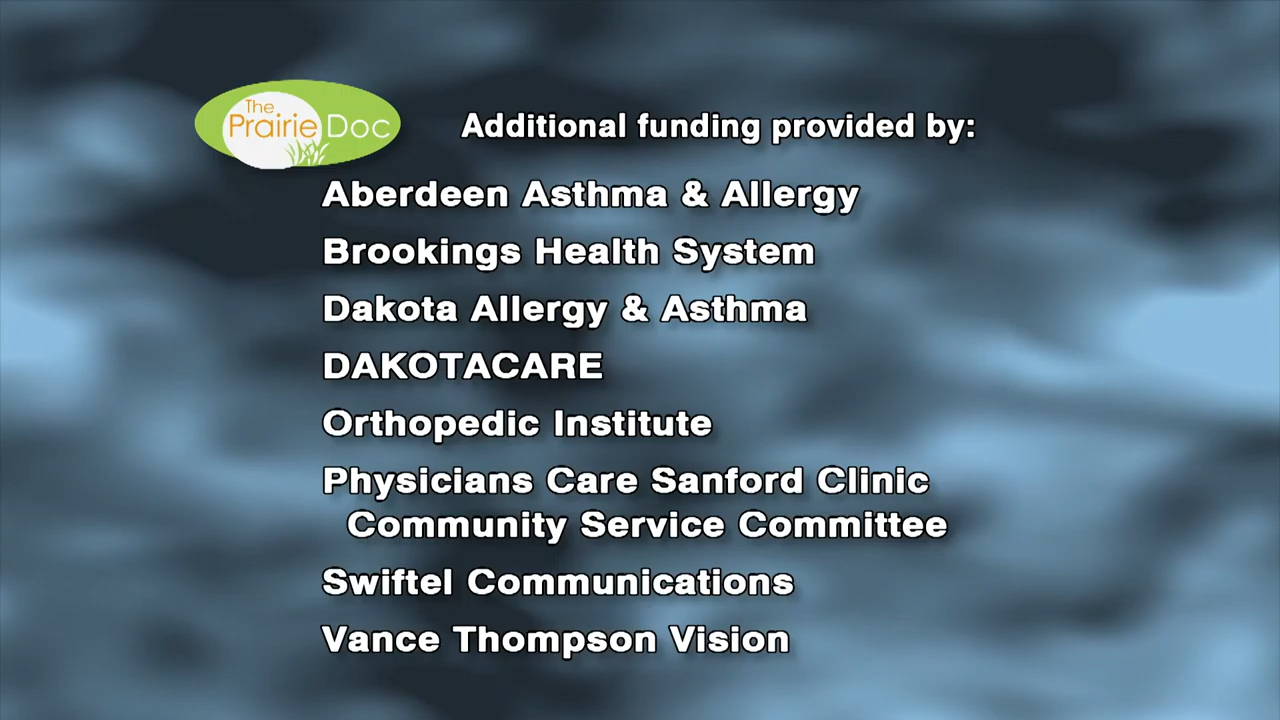 The
Prairie Doc
Additional funding provided by:
Aberdeen Asthma & Allergy
Brookings Health System
Dakota Allergy & Asthma
DAKOTACARE
Orthopedic Institute
Physicians Care Sanford Clinic
Community Service Committee
Swiftel Communications
Vance Thompson Vision